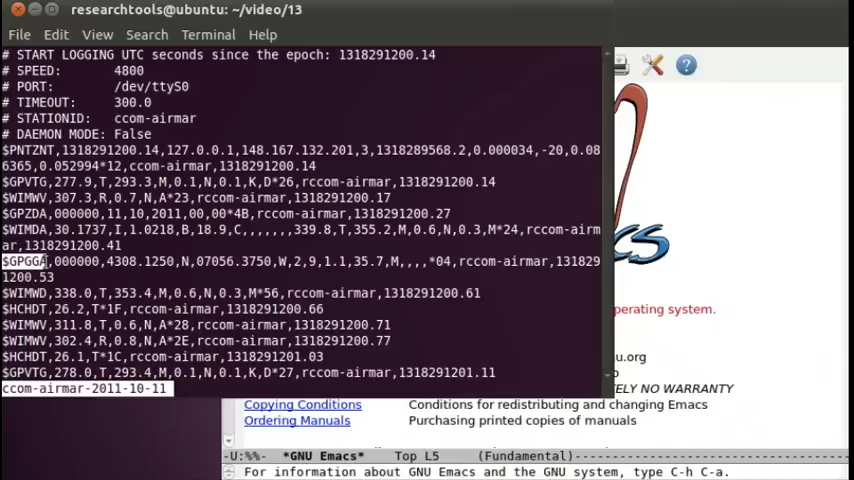 researchtools@ubuntu: ~/video/13
File Edit View Search Terminal Help
# START LOGGING UTC seconds since the epoch: 1318291200.14
# SPEED: 4800
# PORT: /dev/ttyS0
# TIMEOUT: 300.0
# STATIONID: ccom-airmar
# DAEMON MODE: False
$PNTZNT,1318291200.14,127.0.0.1,148.167.132.201,3,1318289568.2,0.000034,-20,0.08
6365,0.052994*12,ccom-airmar,1318291200.14
$GPVTG,277.9,T,293.3,M,0.1,N,0.1,K,D*26,rccom-airmar,1318291200.14
$WIMWV,307.3,R,0.7,N,A*23,rccom-airmar,1318291200.17
$GPZDA,000000,11,10,2011,00,00*4B,rccom-airmar,1318291200.27
$WIMDA,30.1737,I,1.0218,B,18.9,C,,,,,,,339.8,T,355.2,M,0.6,N,0.3,M*24,rccom-airm
ar,1318291200.41
$GPGGA,000000,4308.1250,N,07056.3750,W,2,9,1.1,35.7,M,,,,*04,rccom-airmar,131829
1200.53
$WIMWD,338.0,T,353.4,M,0.6,N,0.3,M*56,rccom-airmar,1318291200.61
$HCHDT,26.2,T*1F,rccom-airmar,1318291200.66
$WIMWV,311.8,T,0.6,N,A*28,rccom-airmar,1318291200.71
$WIMWV,302.4,R,0.8,N,A*2E,rccom-airmar,1318291200.77
$HCHDT,26.1,T*1C,rccom-airmar,1318291201.03
$GPVTG,278.0,T,293.4,M,0.1,N,0.1,K,D*27,rccom-airmar,1318291201.11
ccom-airmar-2011-10-11
perating system.
nu.org
ELY NO WARRANTY
Copying Conditions Conditions for redistributing and changing Emacs
Ordering Manuals Purchasing printed copies of manuals
-U:%%- *GNU Emacs* Top L5 (Fundamental)
For information about GNU Emacs and the GNU system, type C-h C-a.